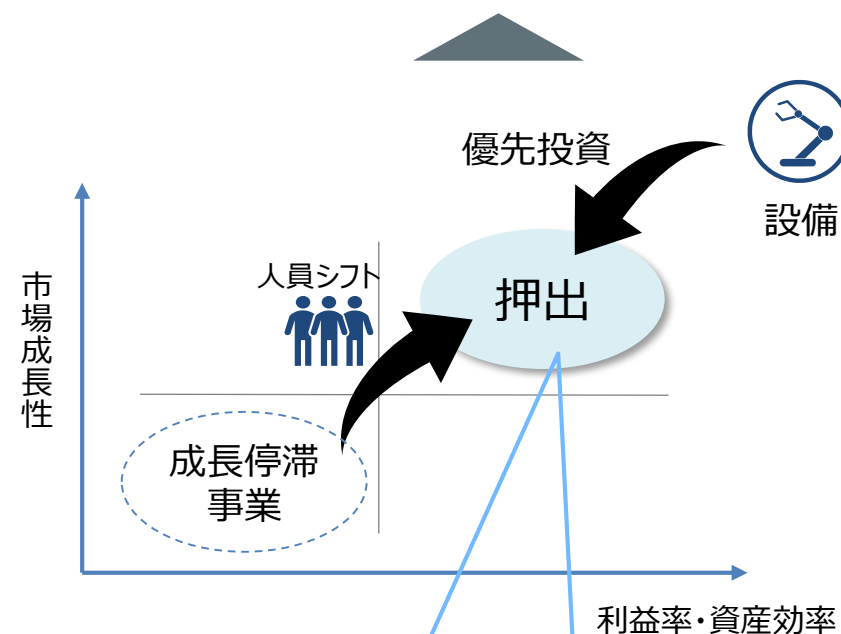 優先投資
設備
人員シフト
押出
市場成長性
成長停滞
事業
利益率・資産効率